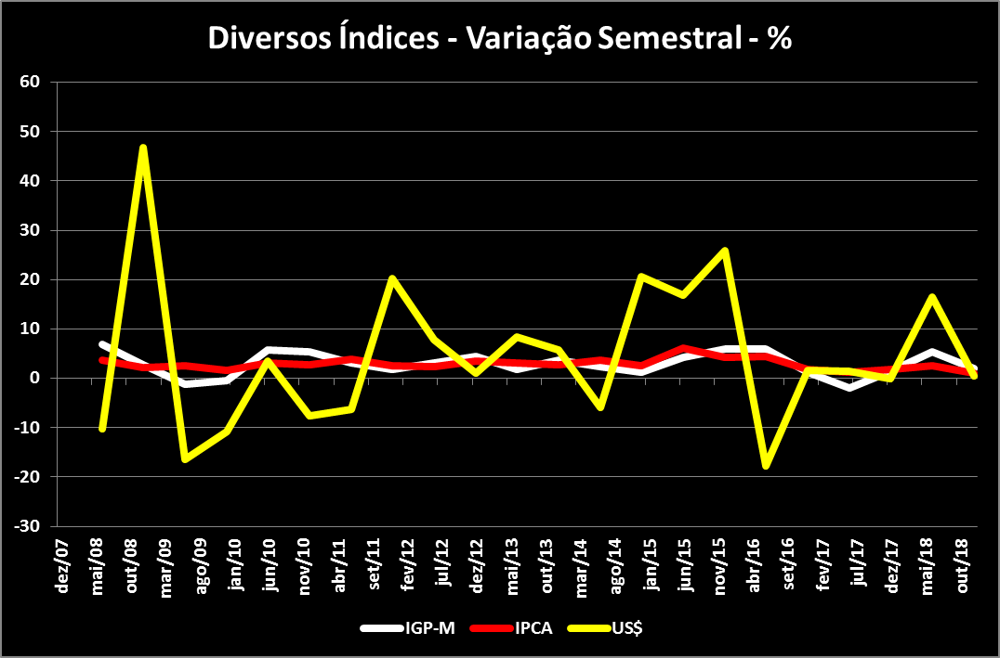 Diversos Índices - Variação Semestral - %
60
50
40
30
20
10
0
-10
-20
-30
dez/07
mai/08
out/08
mar/09
ago/09
jan/10
jun/10
nov/10
abr/11
set/11
fev/12
jul/12
dez/12
mai/13
out/13
mar/14
ago/14
jan/15
jun/15
nov/15
abr/16
set/16
fev/17
jul/17
dez/17
mai/18
out/18
IGP-M IPCA US$